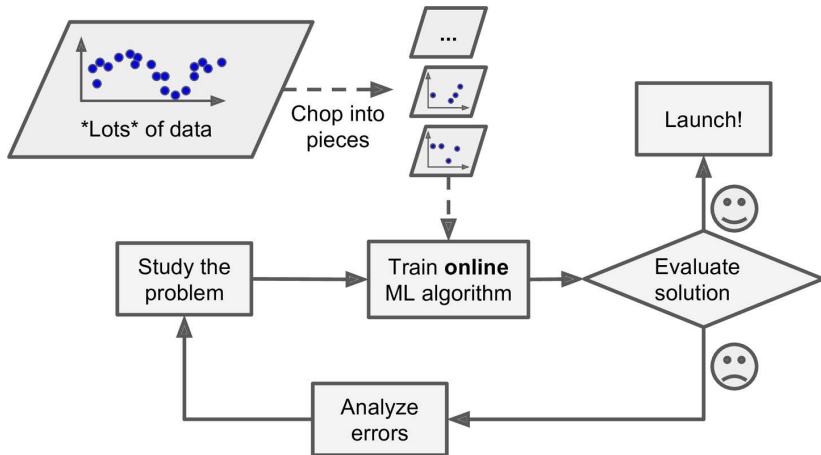 ...
*Lots* of data
Chop into
pieces
Launch!
Study the
problem
Train online
ML algorithm
Evaluate
solution
Analyze
errors